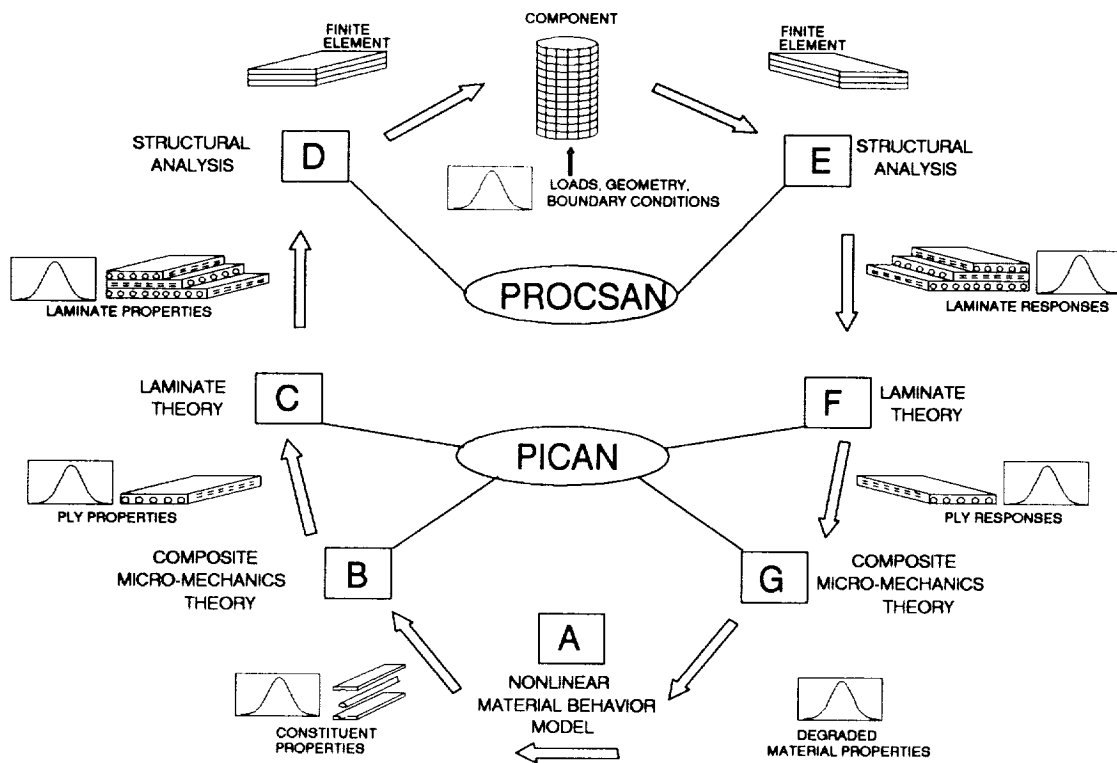 FINITE
ELEMENT
COMPONENT
FINITE
ELEMENT
STRUCTURAL
ANALYSIS
D
E
STRUCTURAL
ANALYSIS
LOADS, GEOMETRY,
BOUNDARY CONDITIONS
LAMINATE PROPERTIES
PROCSAN
LAMINATE RESPONSES
LAMINATE
THEORY
C
F
LAMINATE
THEORY
PICAN
PLY PROPERTIES
PLY RESPONSES
COMPOSITE
MICRO-MECHANICS
THEORY
B
G
COMPOSITE
MICRO-MECHANICS
THEORY
A
NONLINEAR
MATERIAL BEHAVIOR
MODEL
CONSTITUENT
PROPERTIES
DEGRADED
MATERIAL PROPERTIES